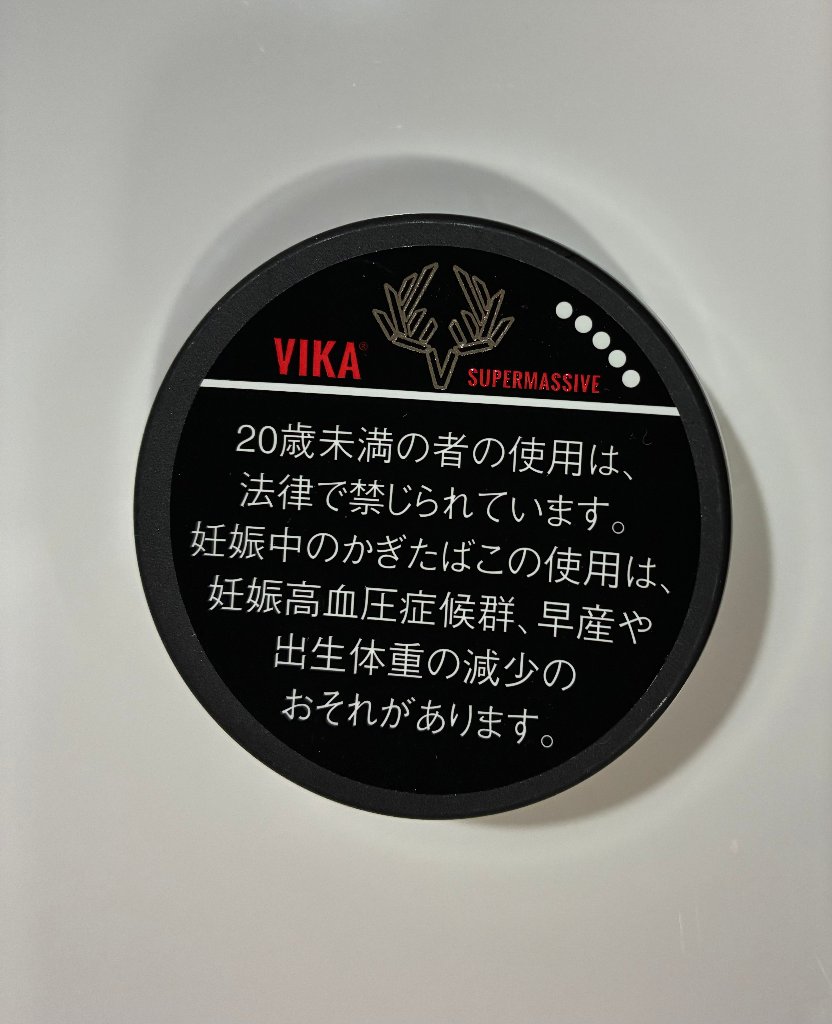 VIKA®
SUPERMASSIVE
20歳未満の者の使用は、
法律で禁じられています。
妊娠中のかぎたばこの使用は、
妊娠高血圧症候群、早産や
出生体重の減少の
おそれがあります。